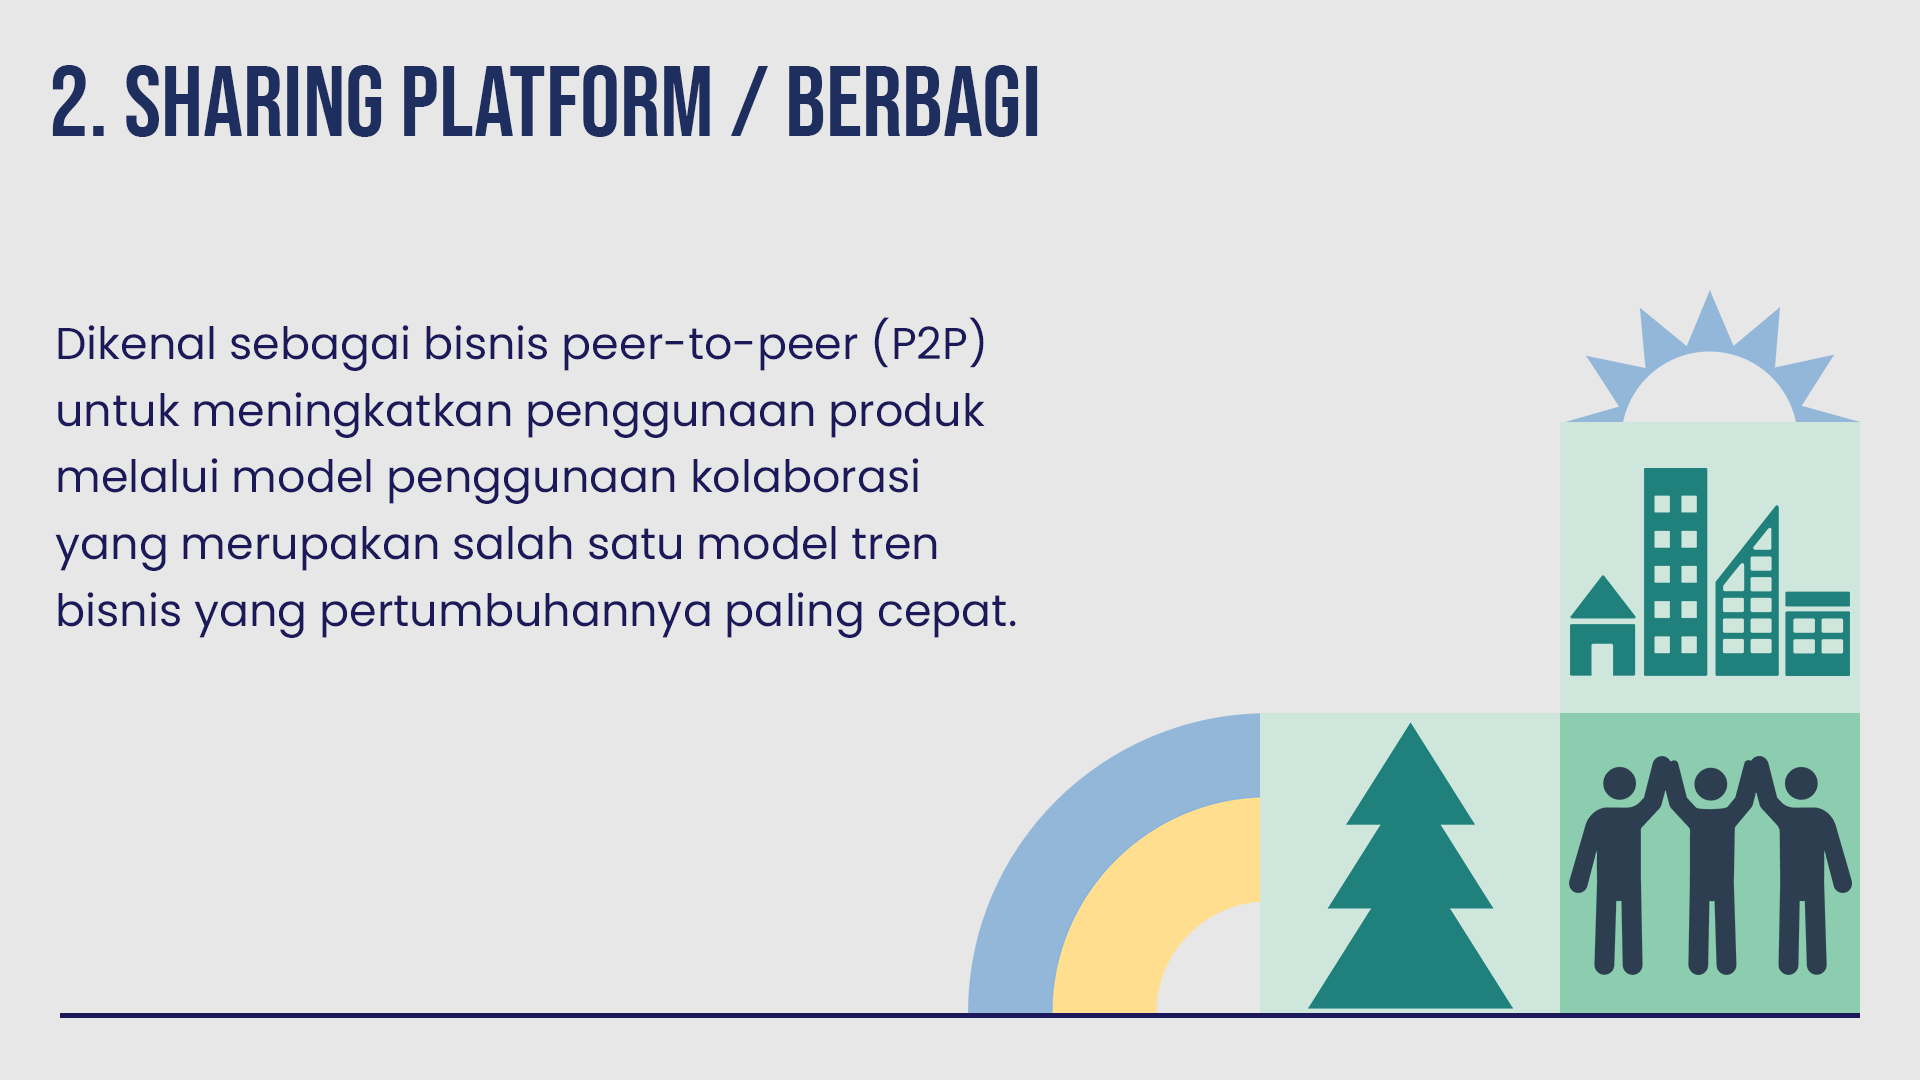 2. SHARING PLATFORM / BERBAGI
Dikenal sebagai bisnis peer-to-peer (P2P)
untuk meningkatkan penggunaan produk
melalui model penggunaan kolaborasi
yang merupakan salah satu model tren
bisnis yang pertumbuhannya paling cepat.